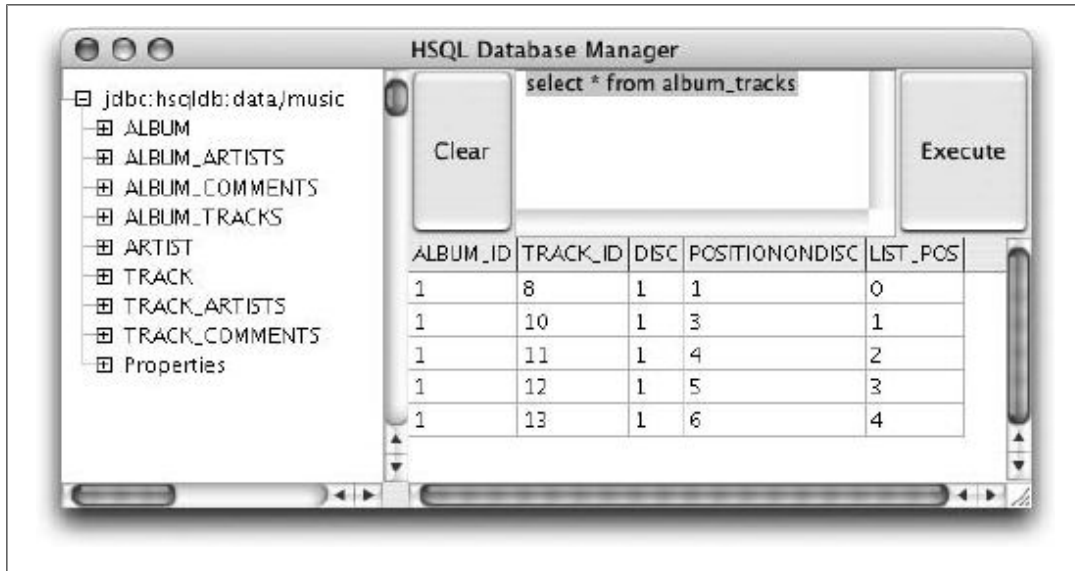 HSQL Database Manager
jdbc:hsqldb:data/music
ALBUM
ALBUM_ARTISTS
ALBUM_COMMENTS
ALBUM_TRACKS
ARTIST
TRACK
TRACK_ARTISTS
TRACK_COMMENTS
Properties
Clear
select * from album_tracks
Execute
ALBUM_ID TRACK_ID DISC POSITIONONDISC LIST_POS
1 8 1 1 0
1 10 1 3 1
1 11 1 4 2
1 12 1 5 3
1 13 1 6 4